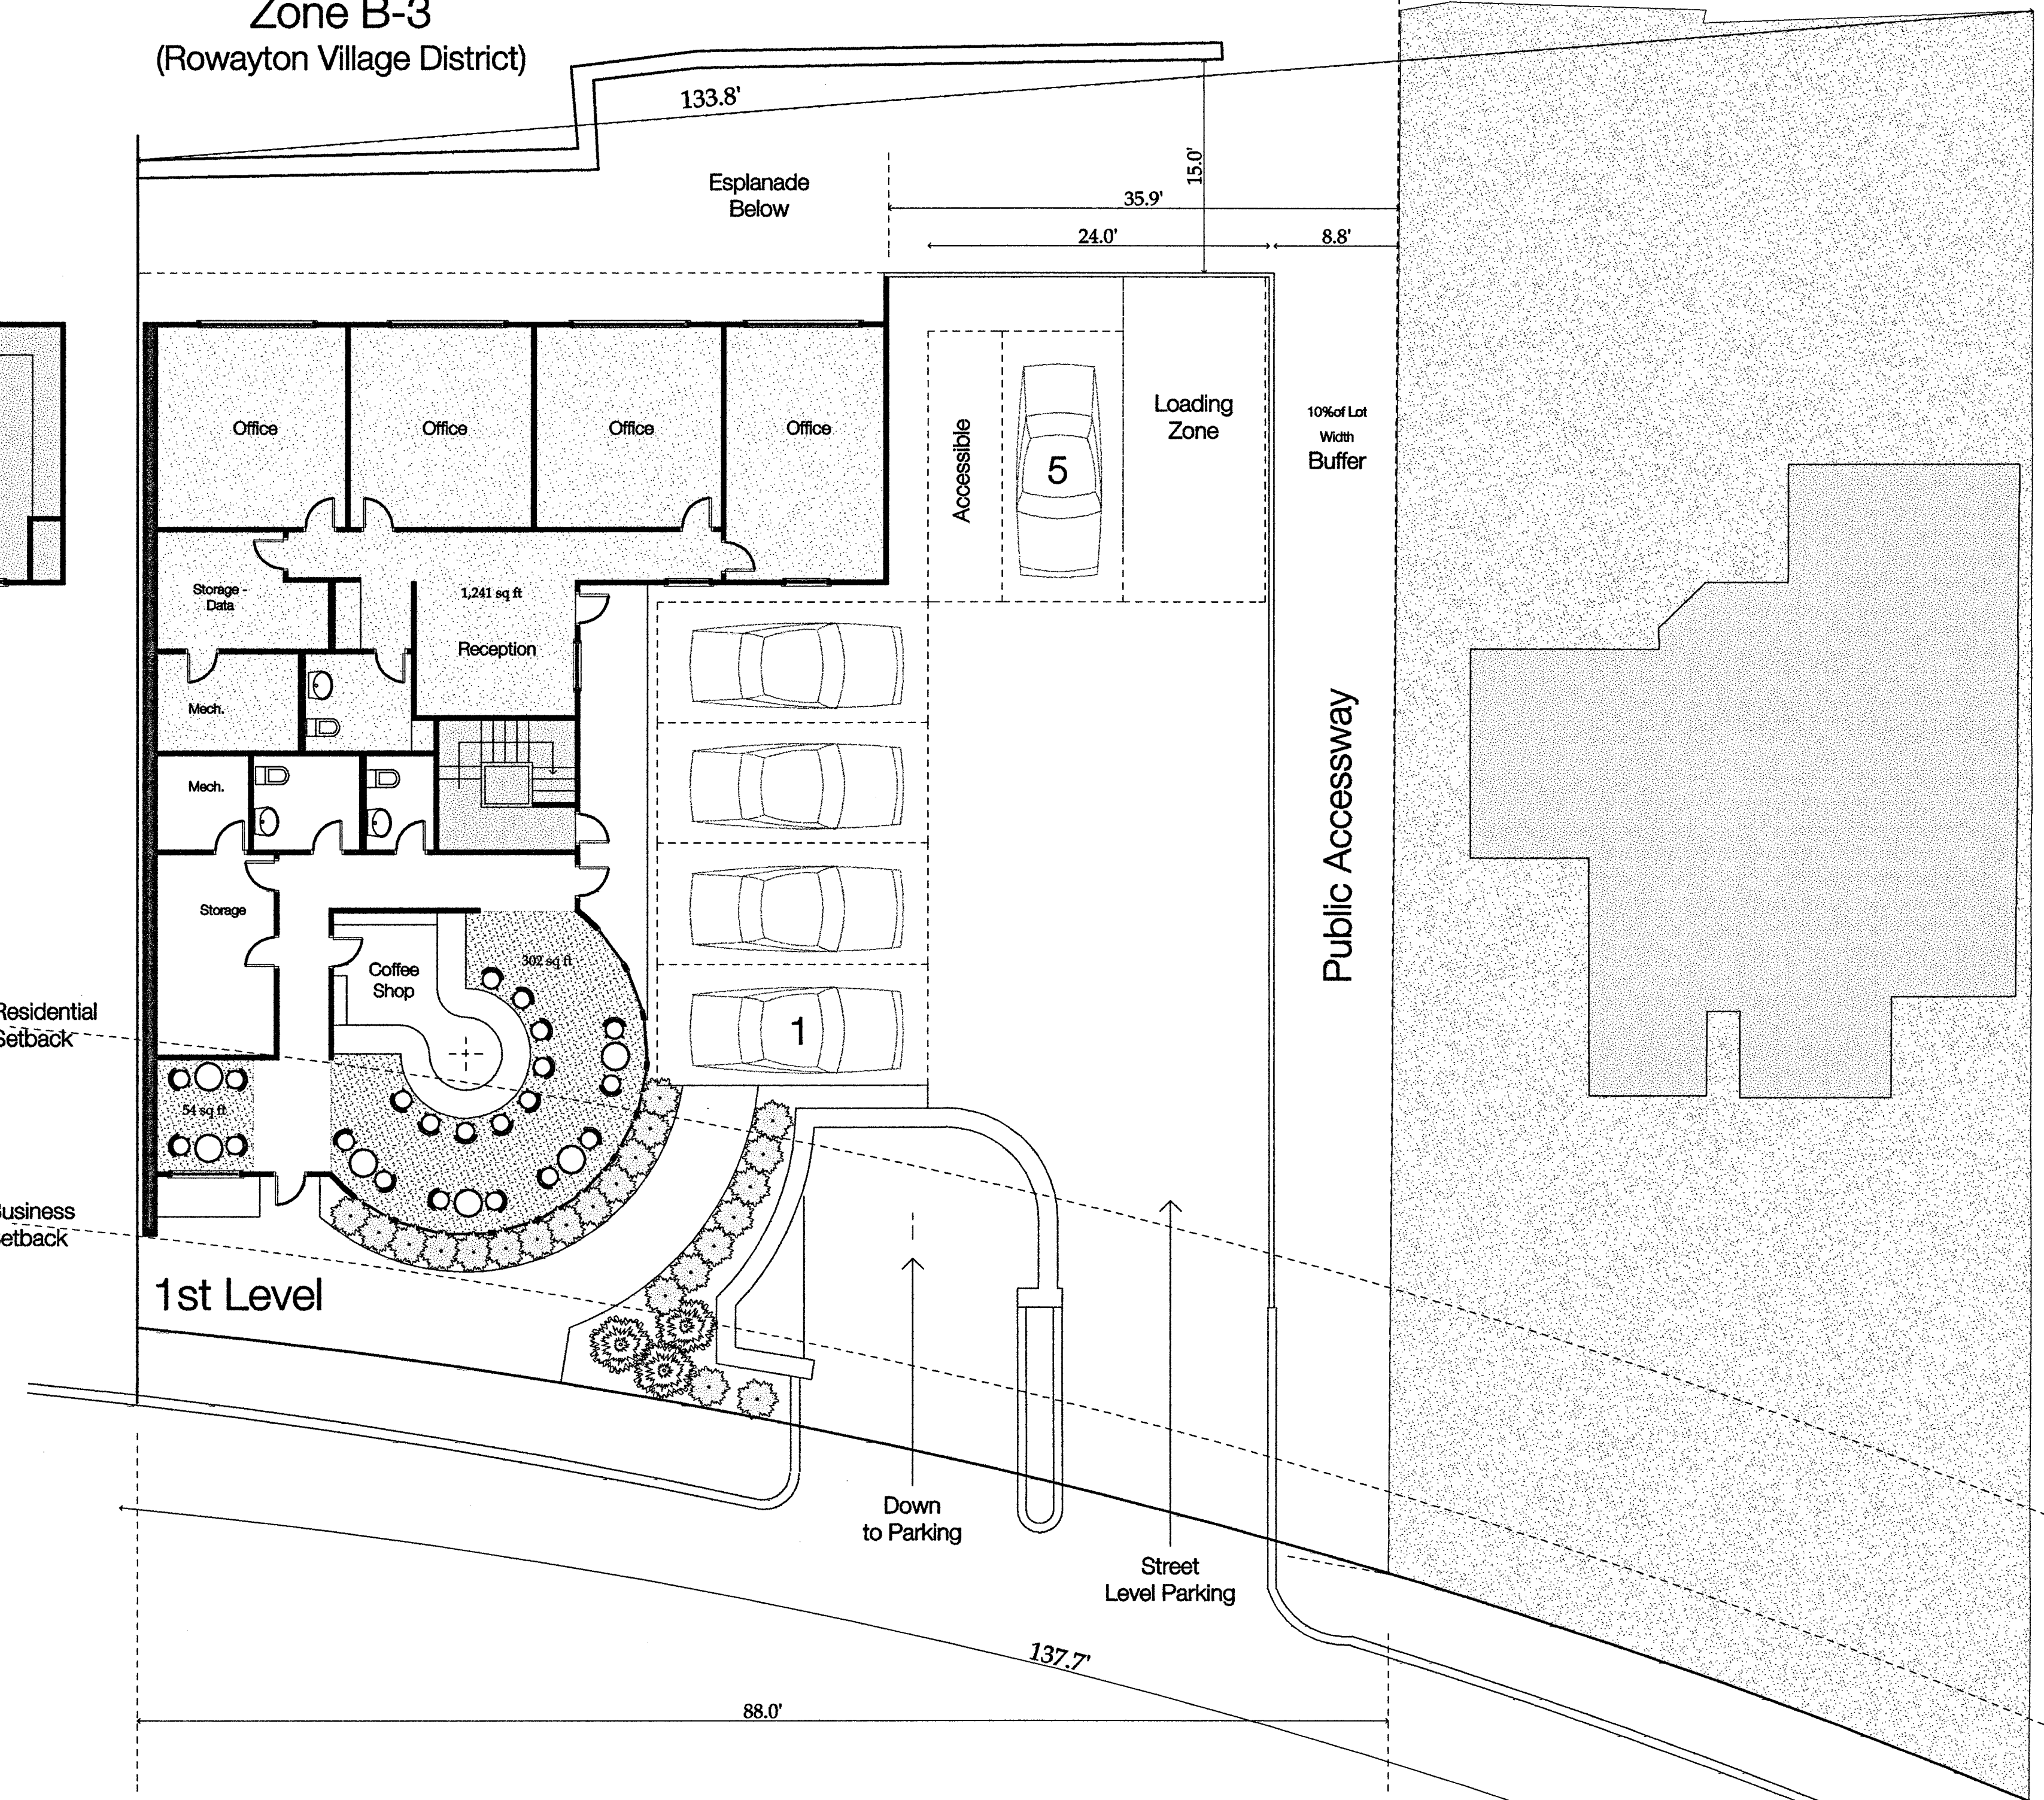 Zone B-3
(Rowayton Village District)
133.8'
15.0'
Esplanade
Below
35.9'
24.0'
8.8'
Office
Office
Office
Office
Accessible
5
Loading
Zone
10%of Lot
Width
Buffer
Storage -
Data
1,241 sq ft
Reception
Mech.
Mech.
Public Accessway
Storage
Coffee
Shop
302 sq ft
1
Residential
Setback
54 sq ft
Business
Setback
1st Level
Down
to Parking
Street
Level Parking
137.7'
88.0'